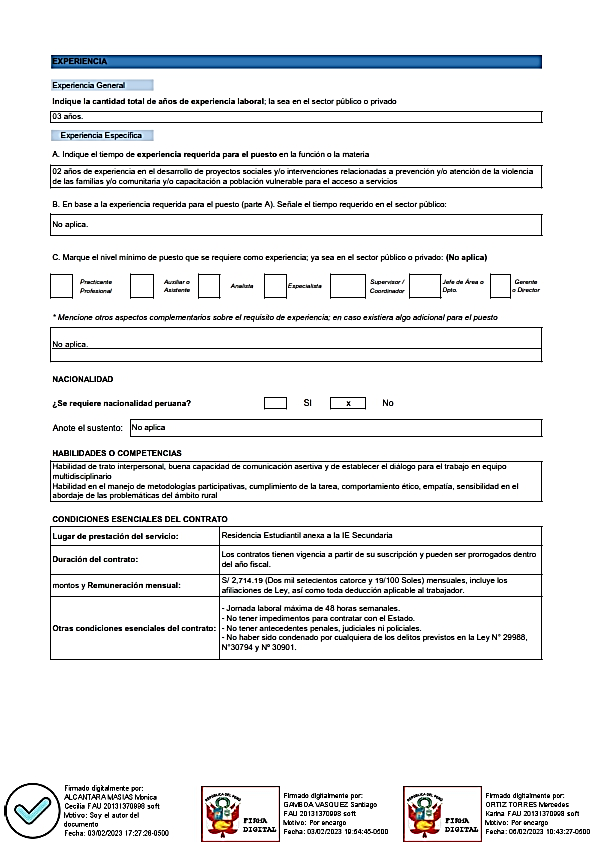 EXPERIENCIA
Experiencia General
Indique la cantidad total de años de experiencia laboral; la sea en el sector público o privado
03 años.
Experiencia Específica
A. Indique el tiempo de experiencia requerida para el puesto en la función o la materia
02 años de experiencia en el desarrollo de proyectos sociales y/o intervenciones relacionadas a prevención y/o atención de la violencia
de las familias y/o comunitaria y/o capacitación a población vulnerable para el acceso a servicios
B. En base a la experiencia requerida para el puesto (parte A). Señale el tiempo requerido en el sector público:
No aplica.
C. Marque el nivel mínimo de puesto que se requiere como experiencia; ya sea en el sector público o privado: (No aplica)
Practicante Profesional
Auxiliar o Asistente
Analista
Especialista
Supervisor / Coordinador
Jefe de Área o Dpto.
Gerente o Director
* Mencione otros aspectos complementarios sobre el requisito de experiencia; en caso existiera algo adicional para el puesto
No aplica.
NACIONALIDAD
¿Se requiere nacionalidad peruana? SI x No
Anote el sustento: No aplica
HABILIDADES O COMPETENCIAS
Habilidad de trato interpersonal, buena capacidad de comunicación asertiva y de establecer el diálogo para el trabajo en equipo
multidisciplinario
Habilidad en el manejo de metodologías participativas, cumplimiento de la tarea, comportamiento ético, empatía, sensibilidad en el
abordaje de las problemáticas del ámbito rural
CONDICIONES ESENCIALES DEL CONTRATO
Lugar de prestación del servicio: Residencia Estudiantil anexa a la IE Secundaria
Duración del contrato: Los contratos tienen vigencia a partir de su suscripción y pueden ser prorrogados dentro
del año fiscal.
montos y Remuneración mensual: S/ 2,714.19 (Dos mil setecientos catorce y 19/100 Soles) mensuales, incluye los
afiliaciones de Ley, así como toda deducción aplicable al trabajador.
Otras condiciones esenciales del contrato:
- Jornada laboral máxima de 48 horas semanales.
- No tener impedimentos para contratar con el Estado.
- No tener antecedentes penales, judiciales ni policiales.
- No haber sido condenado por cualquiera de los delitos previstos en la Ley N° 29988,
N°30794 y Nº 30901.
Firmado digitalmente por:
ALCANTARA MASIAS Monica
Cecilia FAU 20131370998 soft
Motivo: Soy el autor del
documento
Fecha: 03/02/2023 17:27:28-0500
REPÚBLICA DEL PERÚ
FIRMA
DIGITAL
Firmado digitalmente por:
GAMBOA VASQUEZ Santiago
FAU 20131370998 soft
Motivo: Por encargo
Fecha: 03/02/2023 19:54:45-0500
REPÚBLICA DEL PERÚ
FIRMA
DIGITAL
Firmado digitalmente por:
ORTIZ TORRES Mercedes
Karina FAU 20131370998 soft
Motivo: Por encargo
Fecha: 06/02/2023 10:43:27-0500